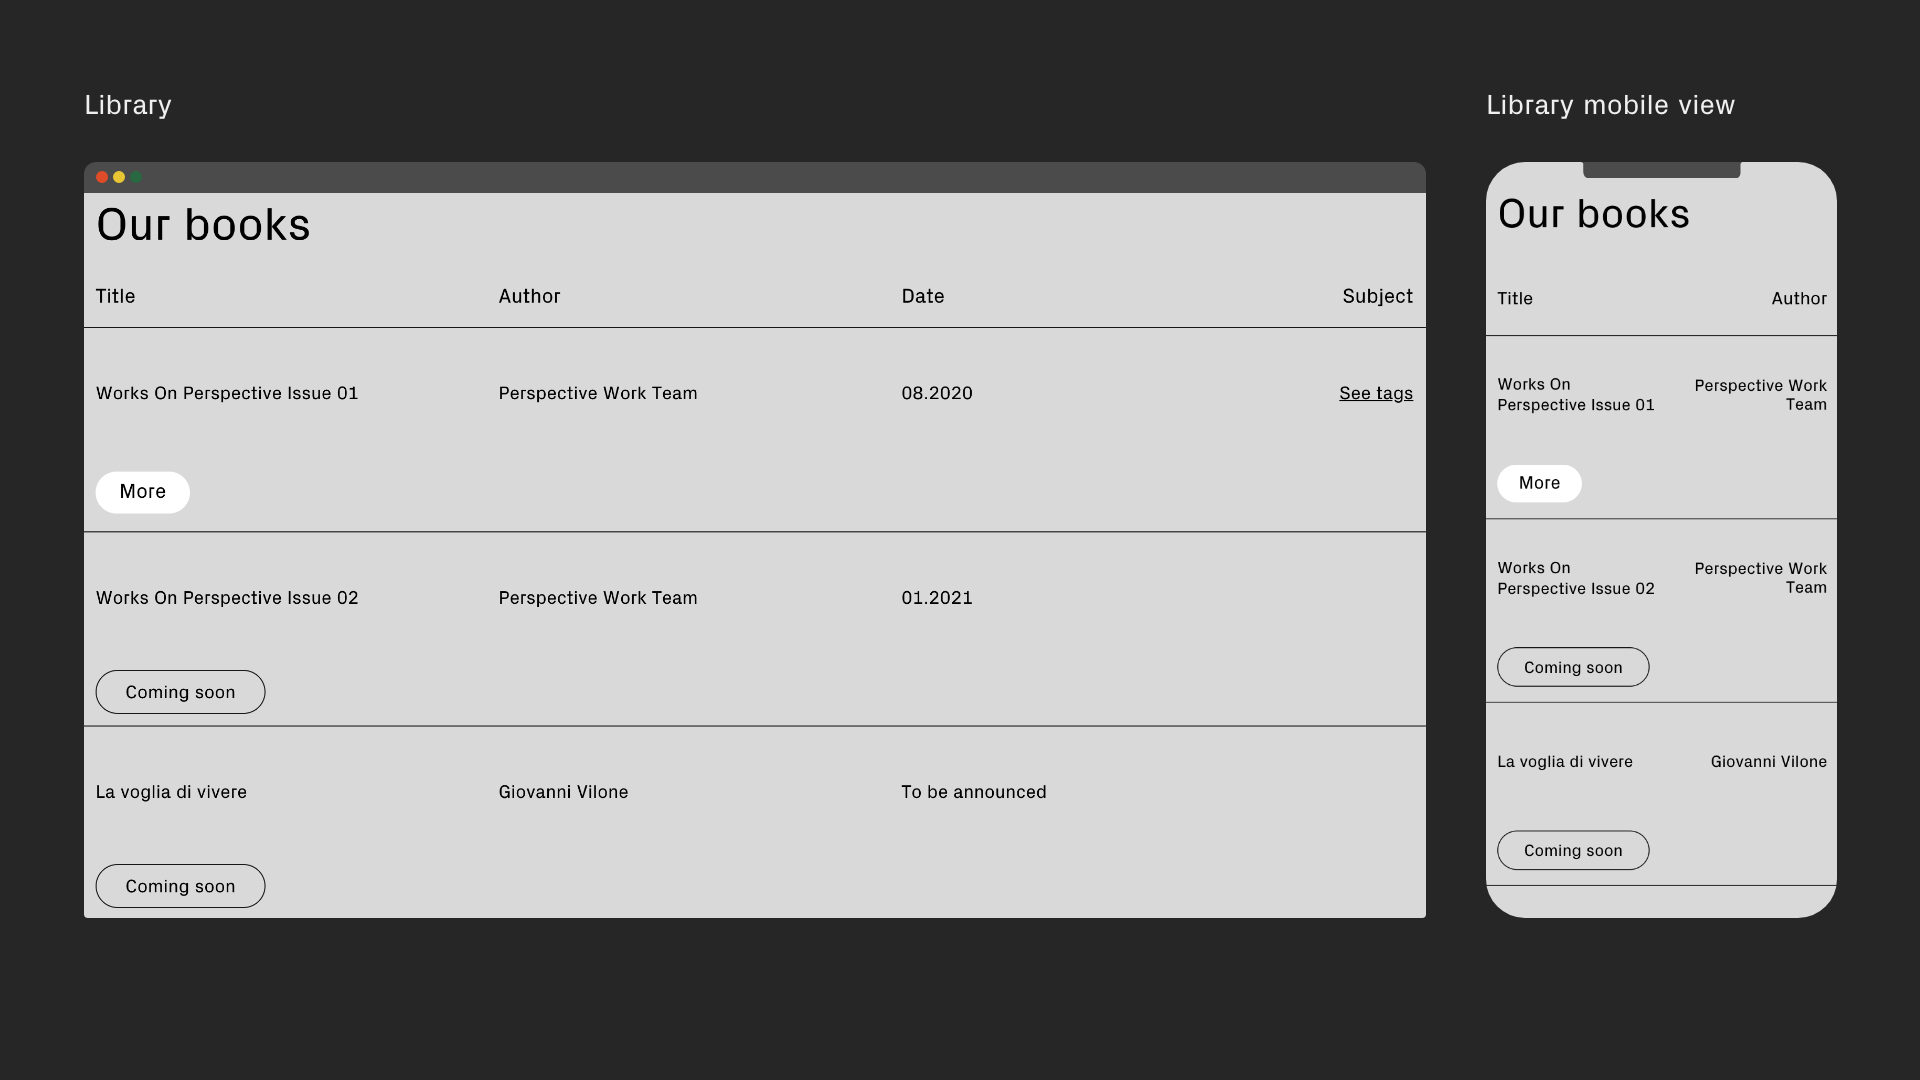 Library
Our books
Title Author Date Subject
Works On Perspective Issue 01 Perspective Work Team 08.2020 See tags
More
Works On Perspective Issue 02 Perspective Work Team 01.2021
Coming soon
La voglia di vivere Giovanni Vilone To be announced
Coming soon
Library mobile view
Our books
Title Author
Works On
Perspective Issue 01
Perspective Work
Team
More
Works On
Perspective Issue 02
Perspective Work
Team
Coming soon
La voglia di vivere Giovanni Vilone
Coming soon